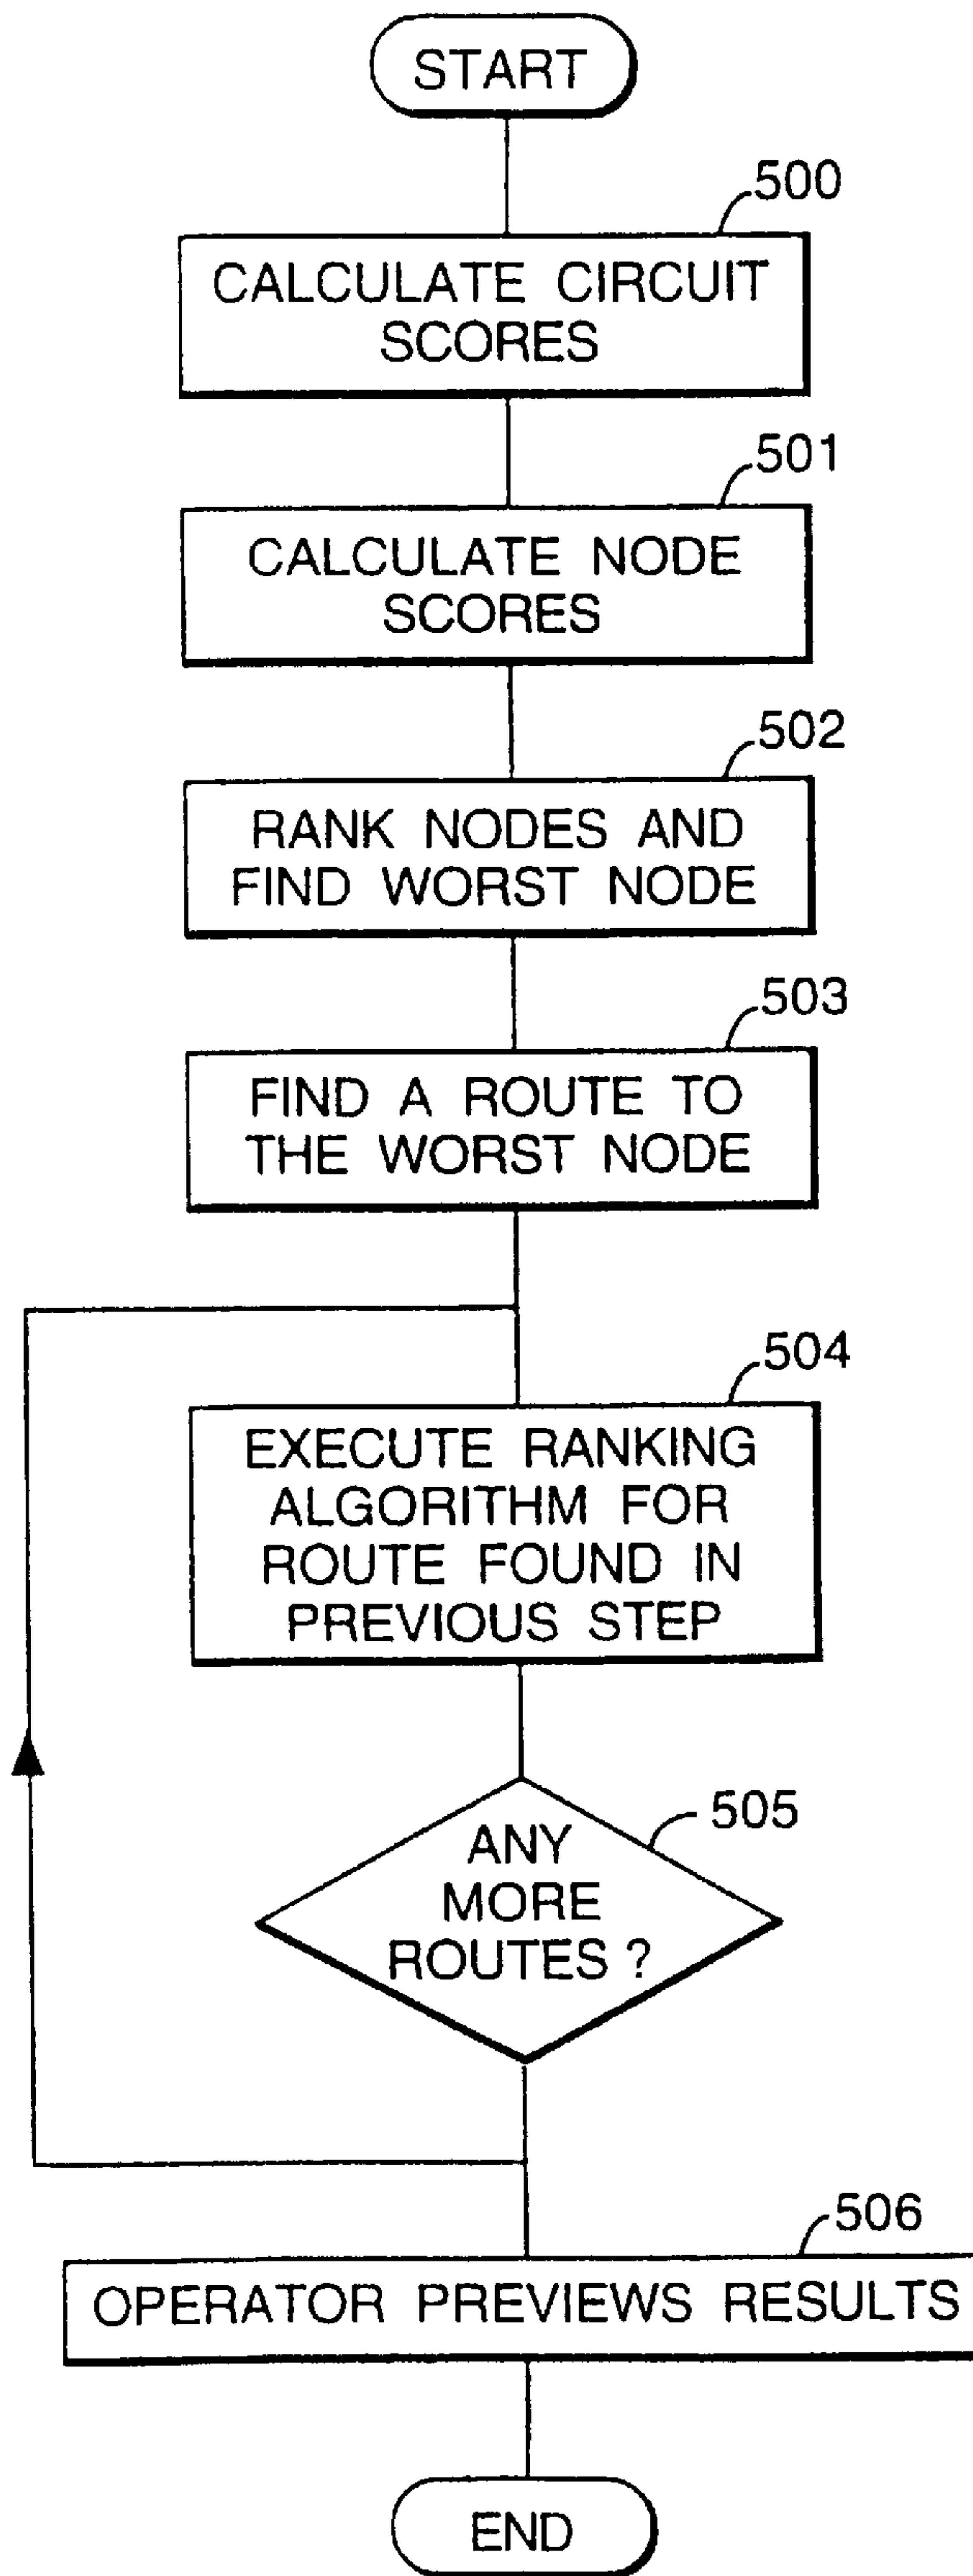 START
500
CALCULATE CIRCUIT
SCORES
501
CALCULATE NODE
SCORES
502
RANK NODES AND
FIND WORST NODE
503
FIND A ROUTE TO
THE WORST NODE
504
EXECUTE RANKING
ALGORITHM FOR
ROUTE FOUND IN
PREVIOUS STEP
505
ANY
MORE
ROUTES ?
506
OPERATOR PREVIEWS RESULTS
END